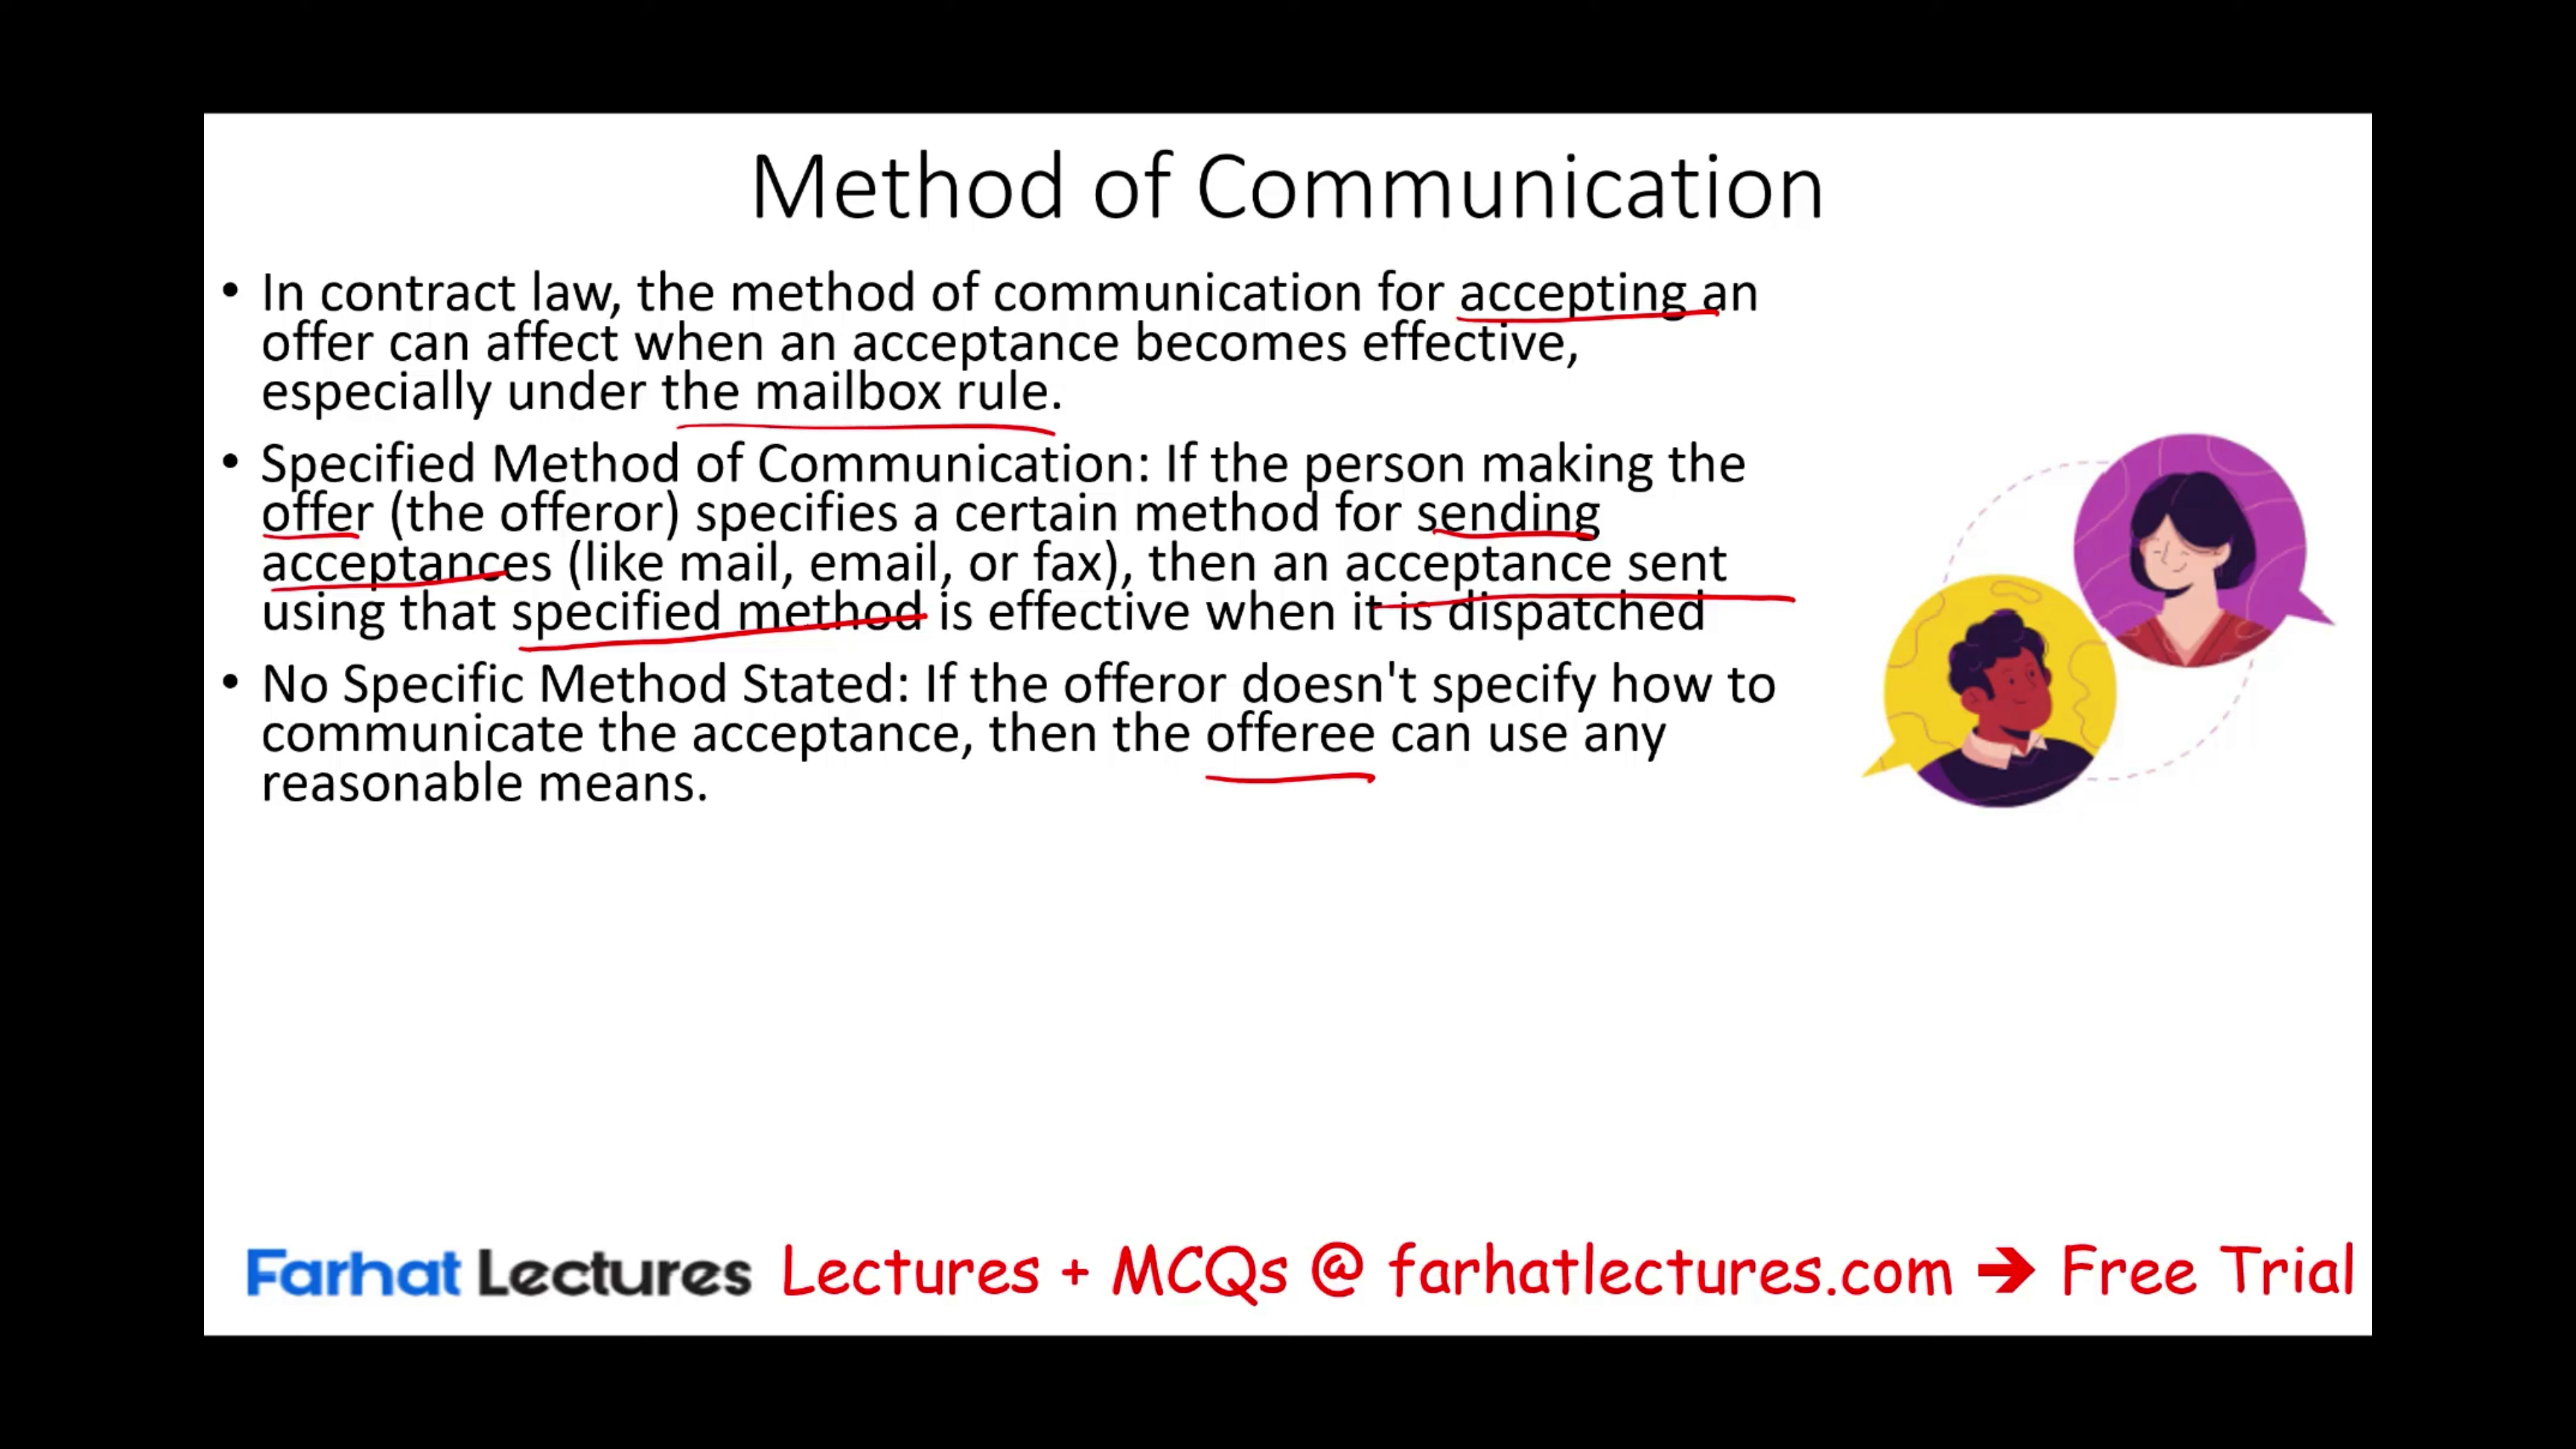 Method of Communication
• In contract law, the method of communication for accepting an
offer can affect when an acceptance becomes effective,
especially under the mailbox rule.
• Specified Method of Communication: If the person making the
offer (the offeror) specifies a certain method for sending
acceptances (like mail, email, or fax), then an acceptance sent
using that specified method is effective when it is dispatched
• No Specific Method Stated: If the offeror doesn't specify how to
communicate the acceptance, then the offeree can use any
reasonable means.
Farhat Lectures Lectures + MCQs @ farhatlectures.com ➔ Free Trial